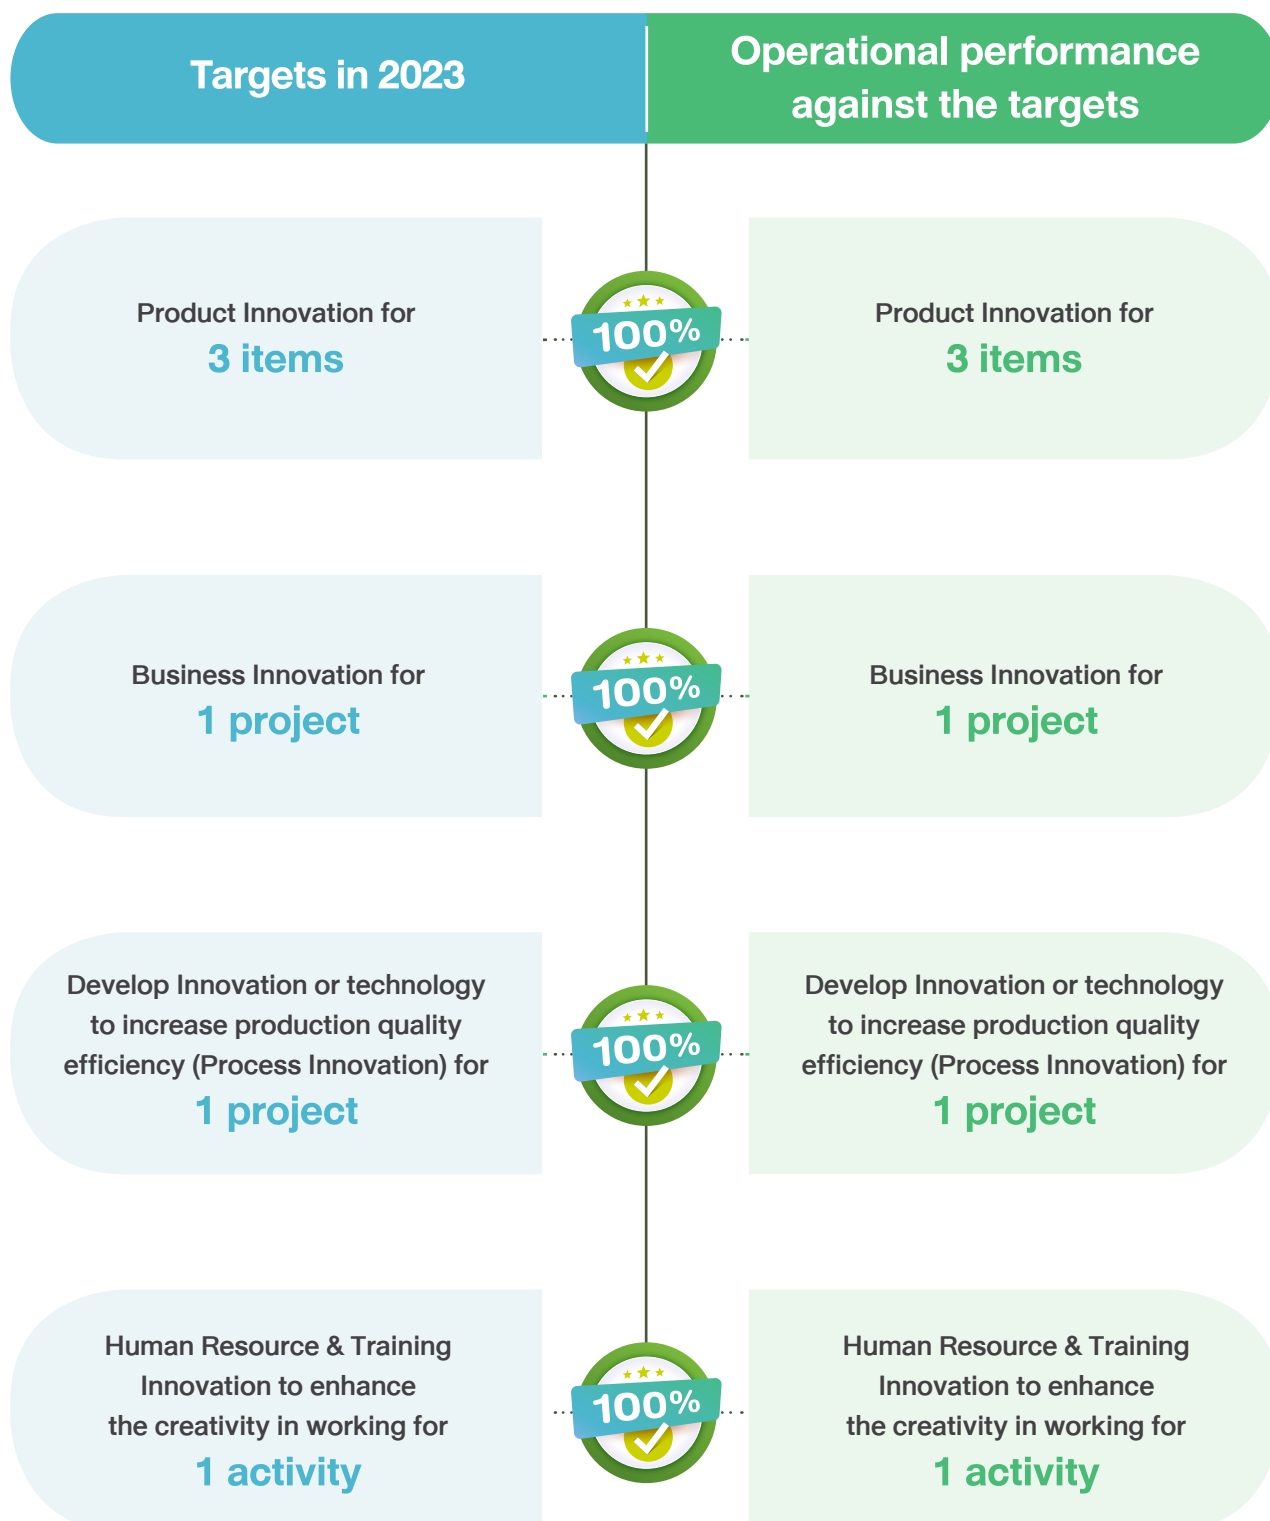 Targets in 2023
Operational performance
against the targets
Product Innovation for
3 items
100%
Product Innovation for
3 items
Business Innovation for
1 project
100%
Business Innovation for
1 project
Develop Innovation or technology
to increase production quality
efficiency (Process Innovation) for
1 project
100%
Develop Innovation or technology
to increase production quality
efficiency (Process Innovation) for
1 project
Human Resource & Training
Innovation to enhance
the creativity in working for
1 activity
100%
Human Resource & Training
Innovation to enhance
the creativity in working for
1 activity